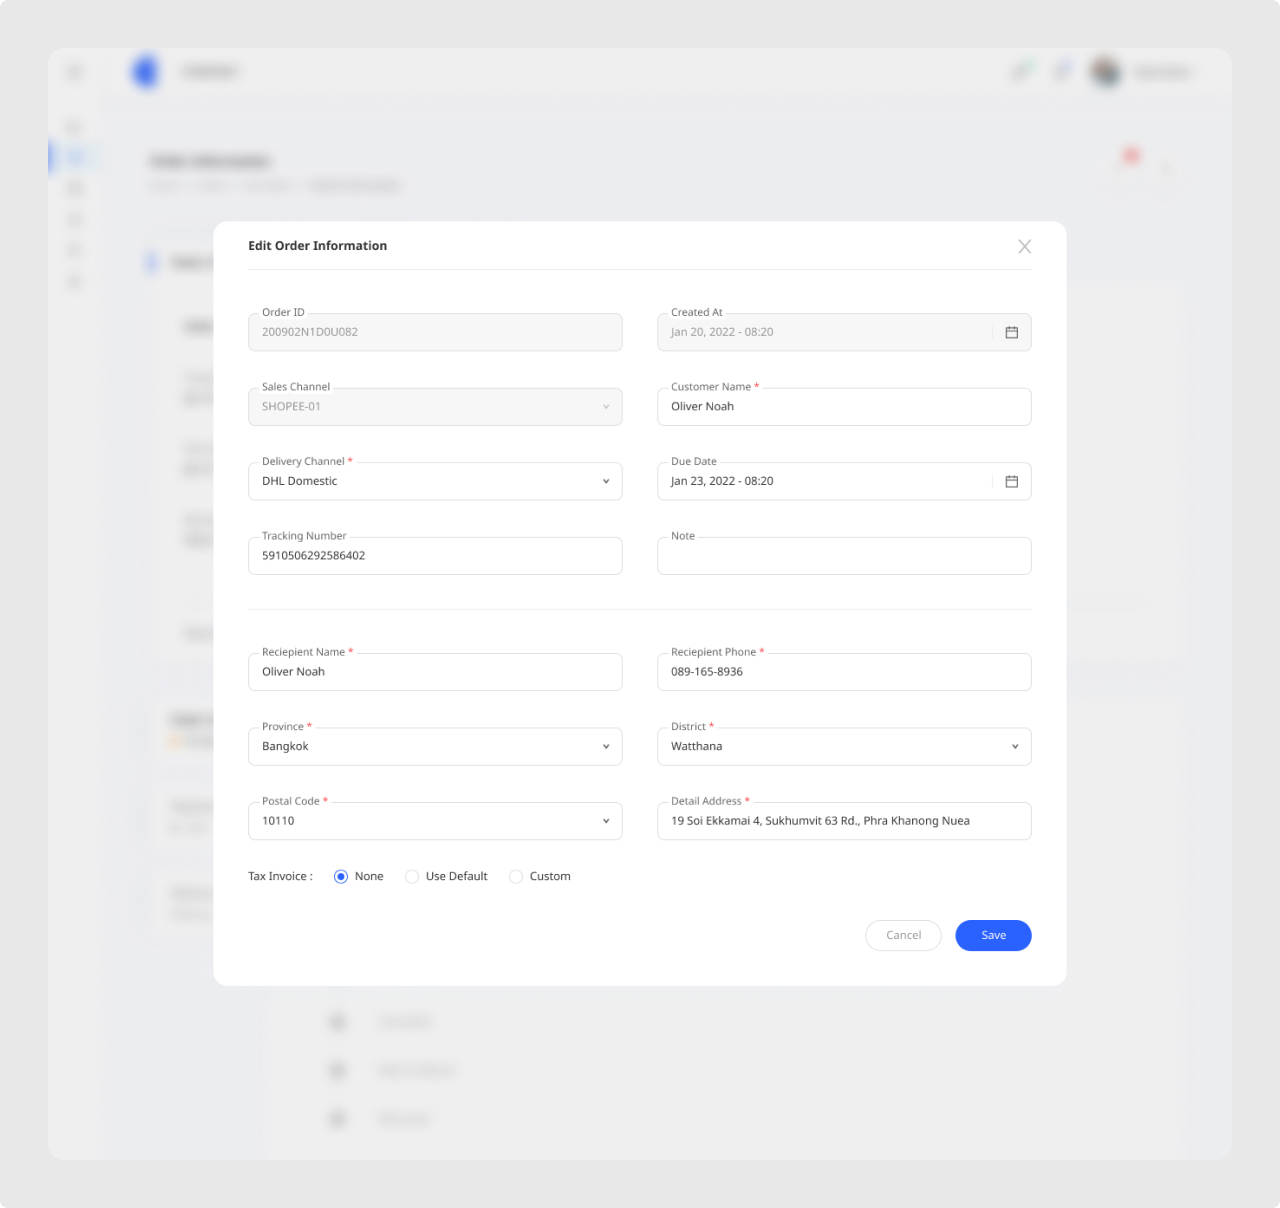 Edit Order Information
Order ID
200902N1D0U082
Created At
Jan 20, 2022 - 08:20
Sales Channel
SHOPEE-01
Customer Name *
Oliver Noah
Delivery Channel *
DHL Domestic
Due Date
Jan 23, 2022 - 08:20
Tracking Number
5910506292586402
Note
Reciepient Name *
Oliver Noah
Reciepient Phone *
089-165-8936
Province *
Bangkok
District *
Watthana
Postal Code *
10110
Detail Address *
19 Soi Ekkamai 4, Sukhumvit 63 Rd., Phra Khanong Nuea
Tax Invoice : None Use Default Custom
Cancel Save